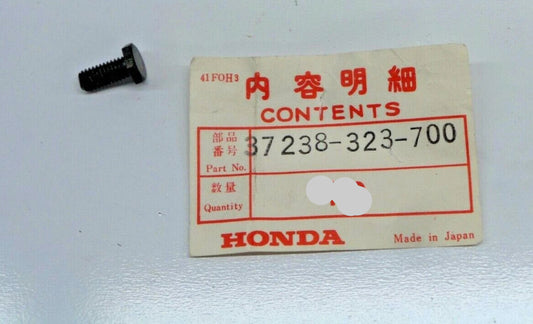 41FOH3
内容明細
CONTENTS
部品番号
Part No.
37238-323-700
数量
Quantity
HONDA
Made in Japan